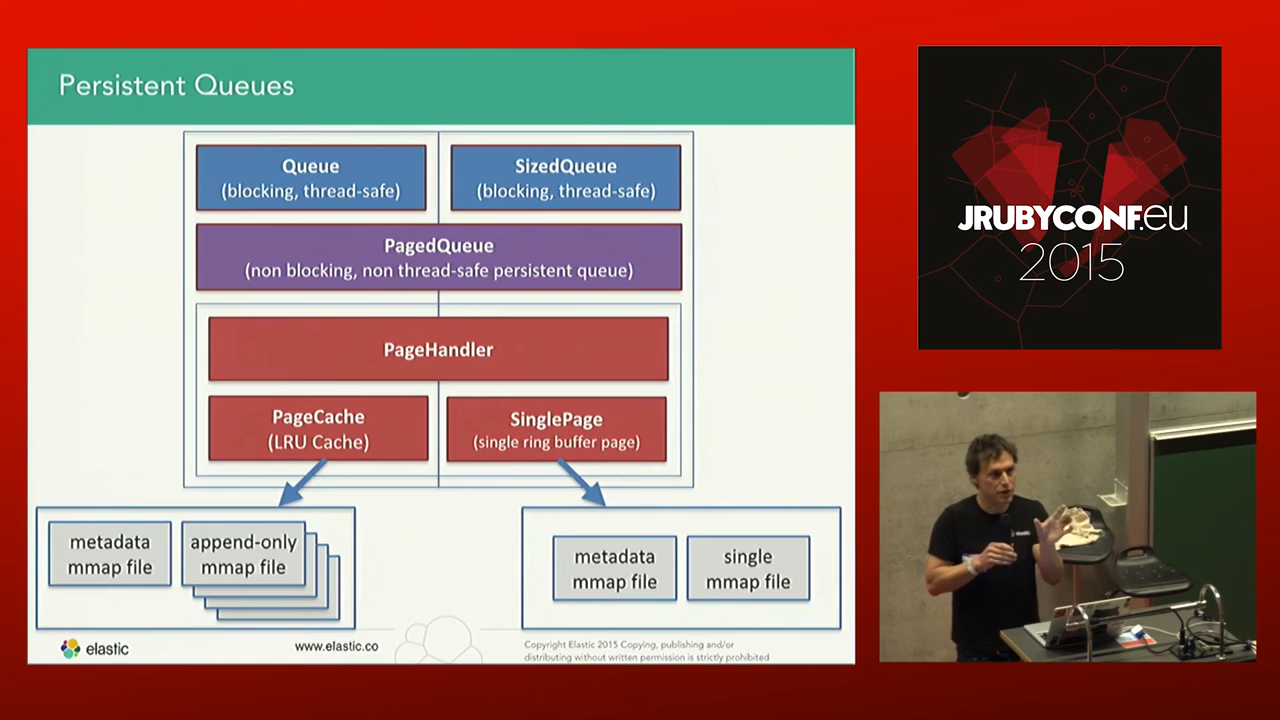 Persistent Queues
Queue
(blocking, thread-safe)
SizedQueue
(blocking, thread-safe)
PagedQueue
(non blocking, non thread-safe persistent queue)
PageHandler
PageCache
(LRU Cache)
SinglePage
(single ring buffer page)
metadata
mmap file
append-only
mmap file
metadata
mmap file
single
mmap file
elastic
www.elastic.co
Copyright Elastic 2015 Copying, publishing and/or
distributing without written permission is strictly prohibited
JRUBYCONF.eu
2015
elastic